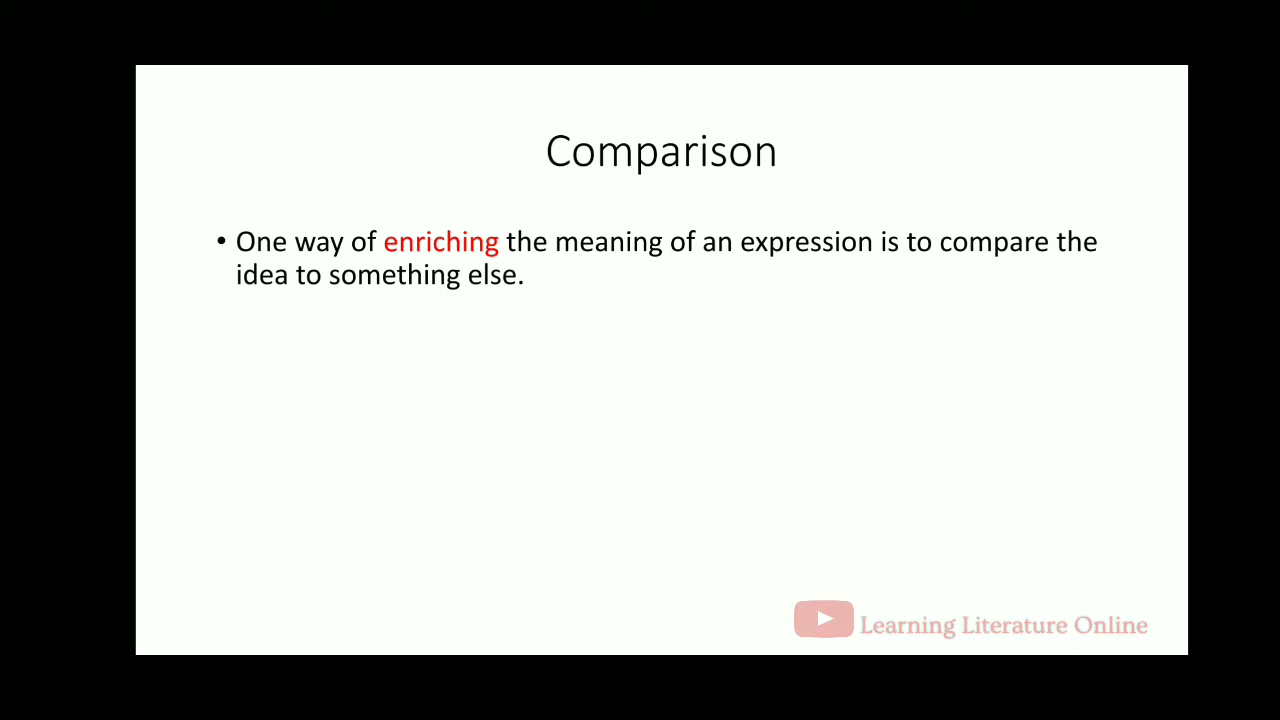 Comparison
• One way of enriching the meaning of an expression is to compare the
idea to something else.
Learning Literature Online